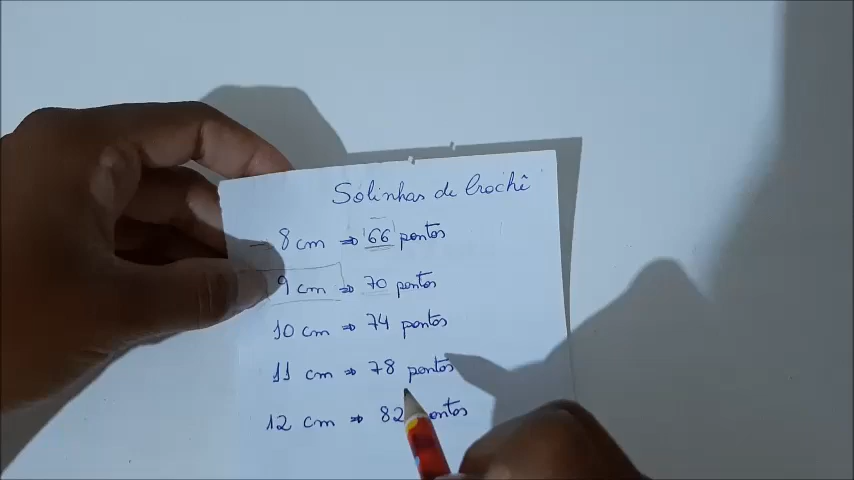 Solinhas de Crochê
- 8 cm ⇒ 66 pontos
9 cm ⇒ 70 pontos
10 cm ⇒ 74 pontos
11 cm ⇒ 78 pontos
12 cm ⇒ 82 pontos